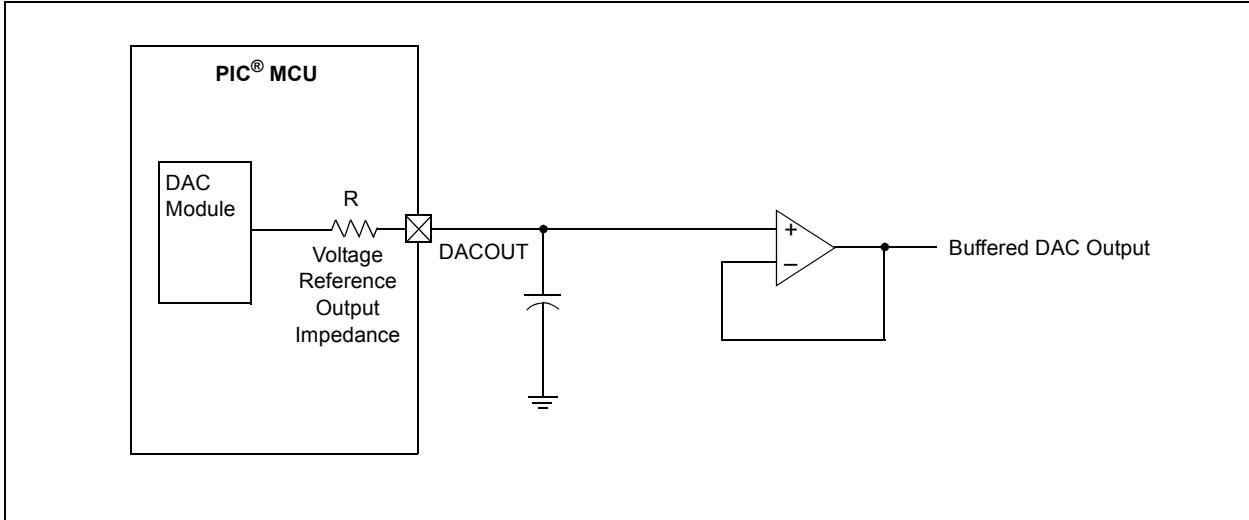 PIC® MCU
DAC
Module
R
Voltage
Reference
Output
Impedance
DACOUT
+
–
Buffered DAC Output